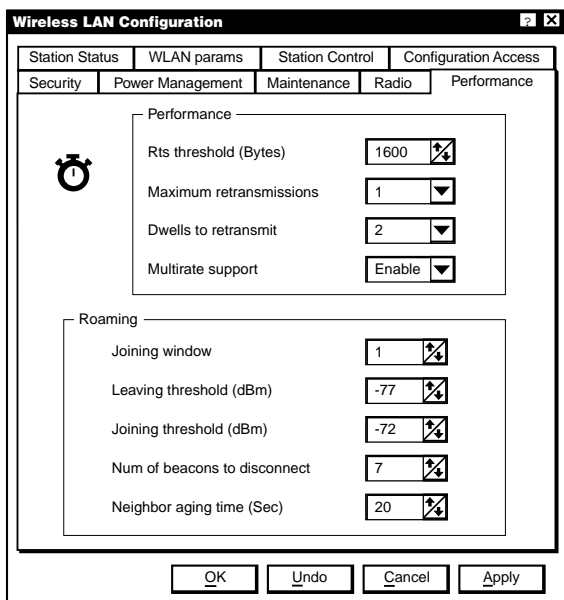 Wireless LAN Configuration ? X
Station Status WLAN params Station Control Configuration Access
Security Power Management Maintenance Radio Performance
Performance
Rts threshold (Bytes) 1600
Maximum retransmissions 1
Dwells to retransmit 2
Multirate support Enable
Roaming
Joining window 1
Leaving threshold (dBm) -77
Joining threshold (dBm) -72
Num of beacons to disconnect 7
Neighbor aging time (Sec) 20
OK Undo Cancel Apply